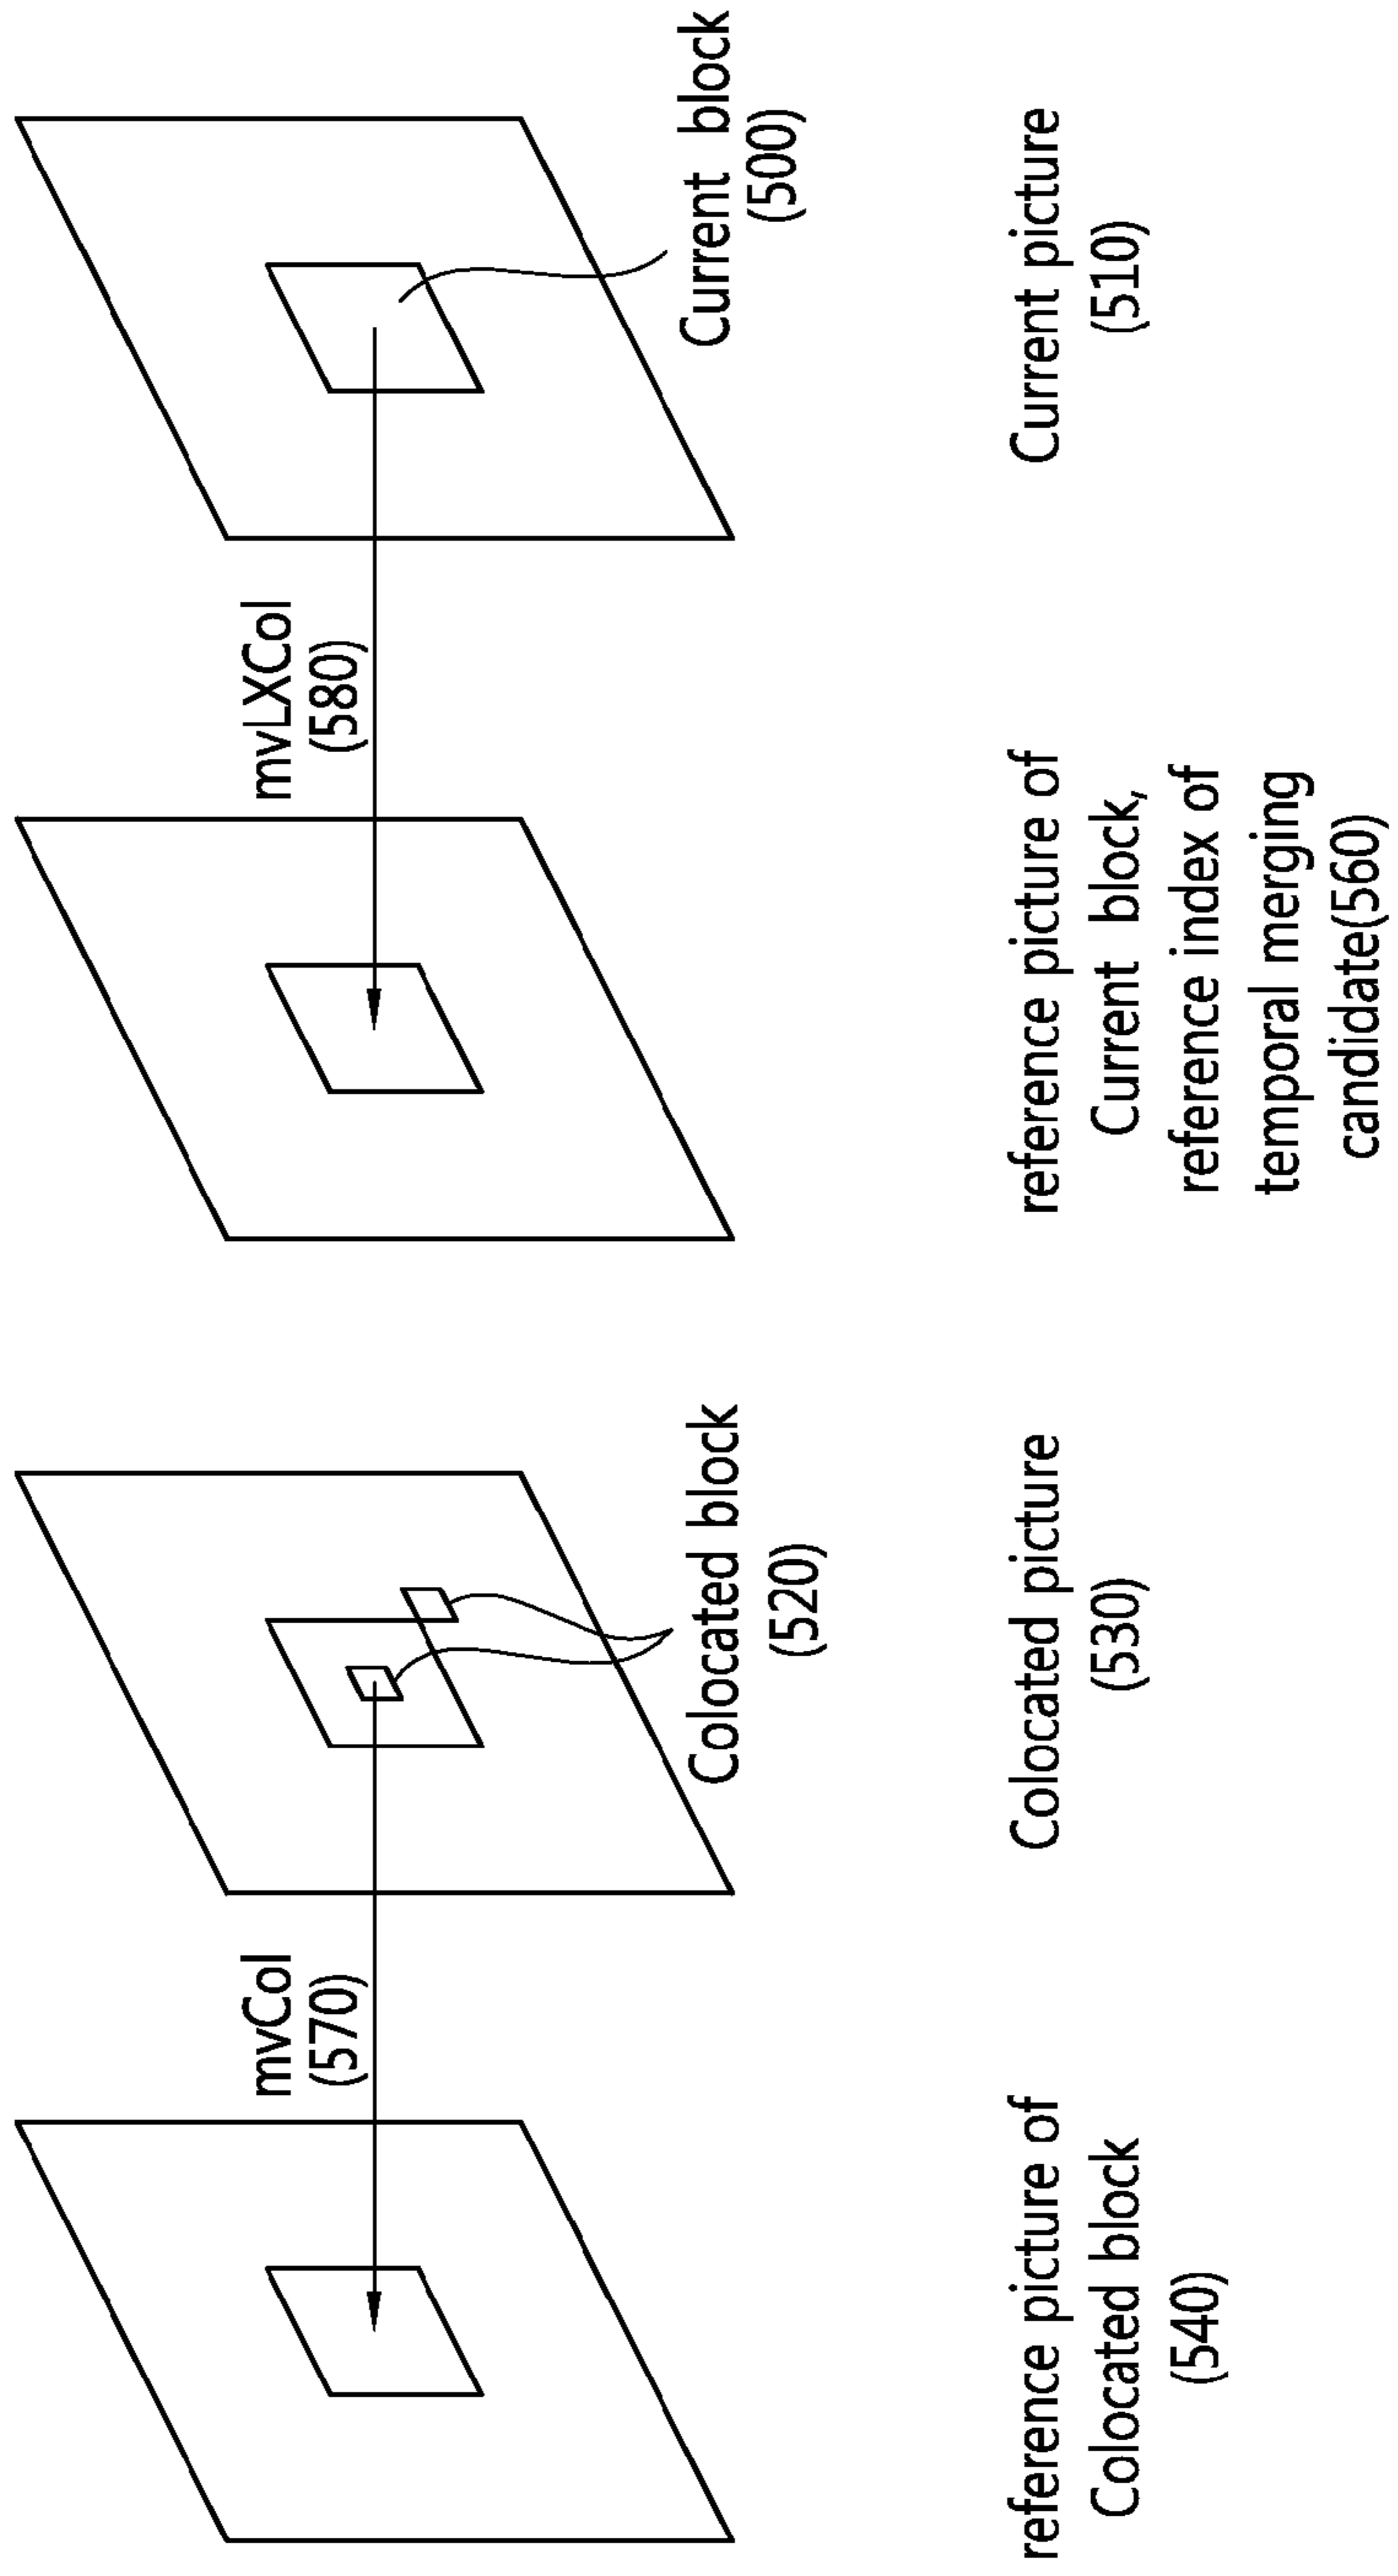 mvCol
(570)
mvLXCol
(580)
Colocated block
(520)
Current block
(500)
reference picture of
Colocated block
(540)
Colocated picture
(530)
reference picture of
Current block,
reference index of
temporal merging
candidate(560)
Current picture
(510)